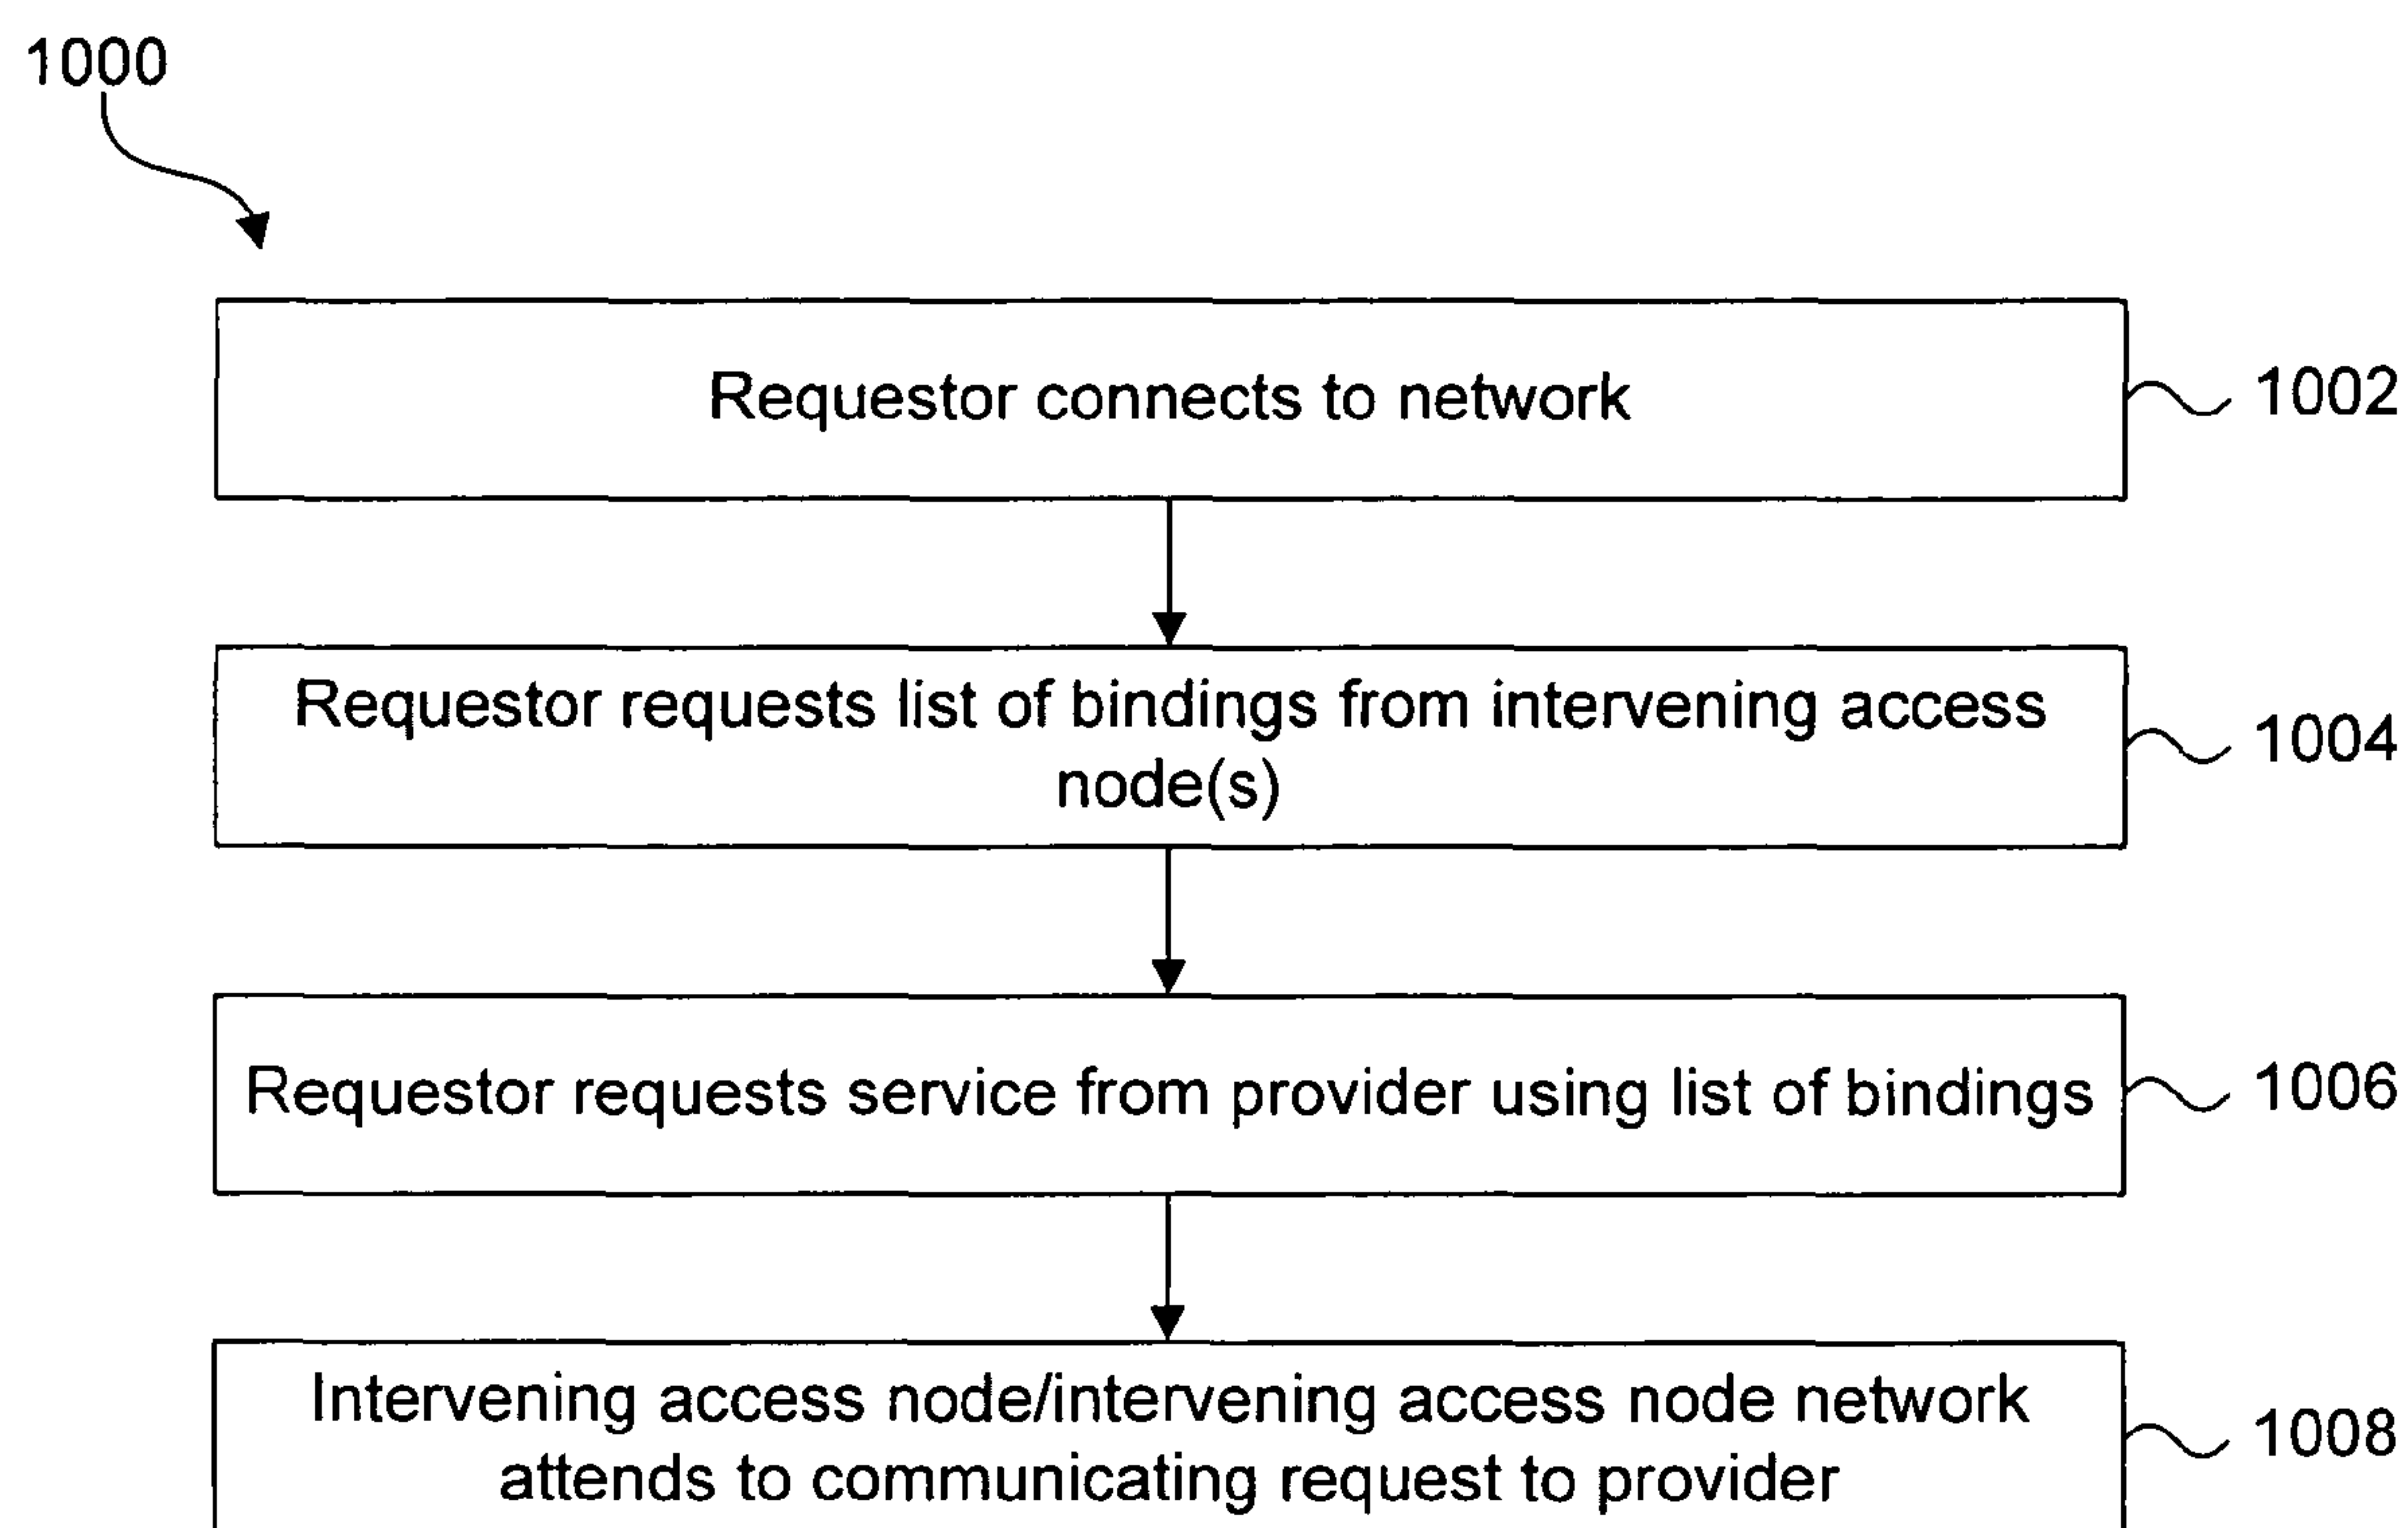 1000
Requestor connects to network
1002
Requestor requests list of bindings from intervening access
node(s)
1004
Requestor requests service from provider using list of bindings
1006
Intervening access node/intervening access node network
attends to communicating request to provider
1008